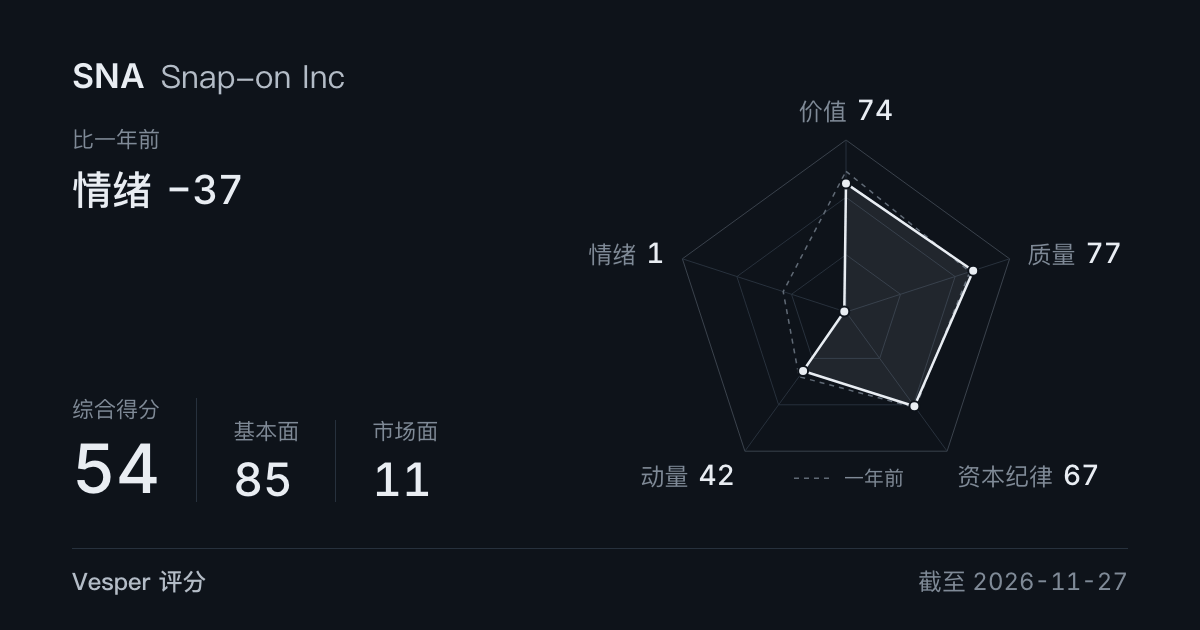 SNA Snap-on Inc
比一年前
情绪 -37
价值 74
情绪 1
质量 77
动量 42
---- 一年前
资本纪律 67
综合得分
54
基本面
85
市场面
11
Vesper 评分
截至 2026-11-27